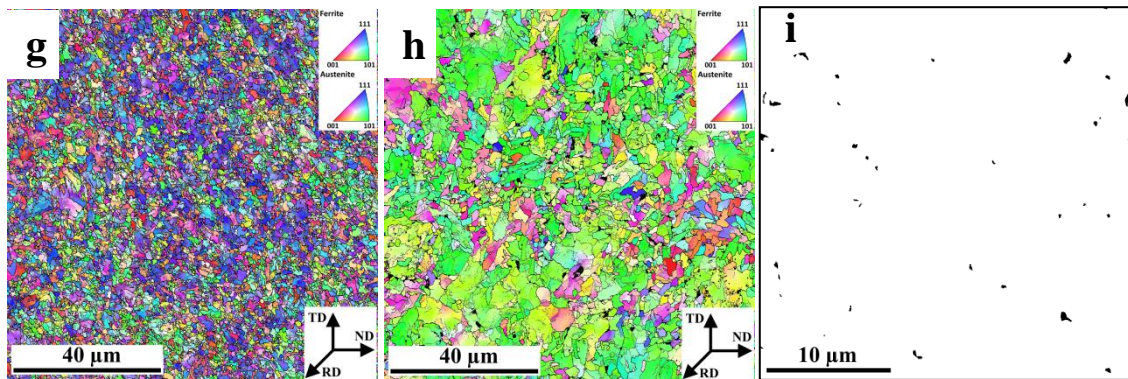 g
Ferrite
111
001 101
Austenite
111
001 101
TD
ND
RD
40 µm
h
Ferrite
111
001 101
Austenite
111
001 101
TD
ND
RD
40 µm
i
10 µm